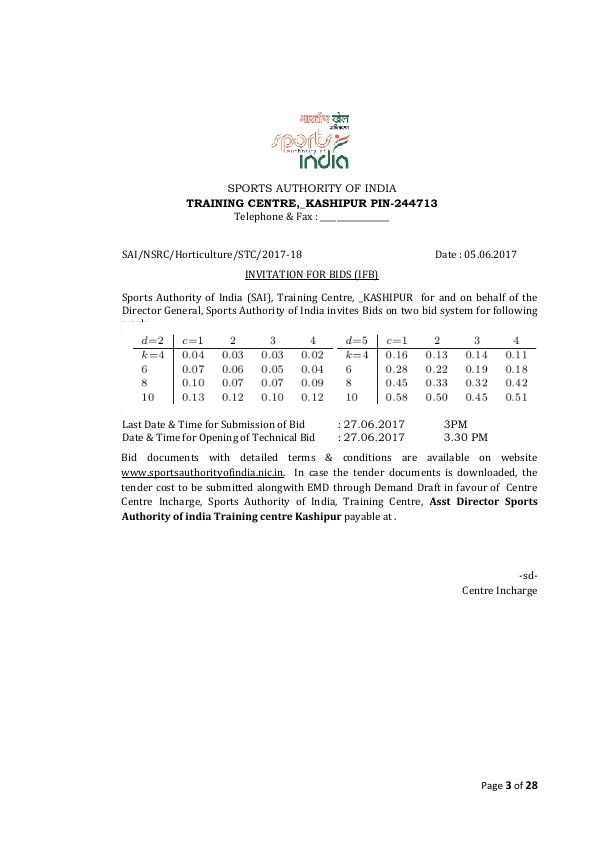 भारतीय खेल
प्राधिकरण
sports
authority of
india
SPORTS AUTHORITY OF INDIA
TRAINING CENTRE,_KASHIPUR PIN-244713
Telephone & Fax : _______________
SAI/NSRC/Horticulture/STC/2017-18 Date : 05.06.2017
INVITATION FOR BIDS (IFB)
Sports Authority of India (SAI), Training Centre, _KASHIPUR for and on behalf of the
Director General, Sports Authority of India invites Bids on two bid system for following
d=2 c=1 2 3 4 d=5 c=1 2 3 4
k=4 0.04 0.03 0.03 0.02 k=4 0.16 0.13 0.14 0.11
6 0.07 0.06 0.05 0.04 6 0.28 0.22 0.19 0.18
8 0.10 0.07 0.07 0.09 8 0.45 0.33 0.32 0.42
10 0.13 0.12 0.10 0.12 10 0.58 0.50 0.45 0.51
Last Date & Time for Submission of Bid : 27.06.2017 3PM
Date & Time for Opening of Technical Bid : 27.06.2017 3.30 PM
Bid documents with detailed terms & conditions are available on website
www.sportsauthorityofindia.nic.in. In case the tender documents is downloaded, the
tender cost to be submitted alongwith EMD through Demand Draft in favour of Centre
Centre Incharge, Sports Authority of India, Training Centre, Asst Director Sports
Authority of india Training centre Kashipur payable at .
-sd-
Centre Incharge
Page 3 of 28